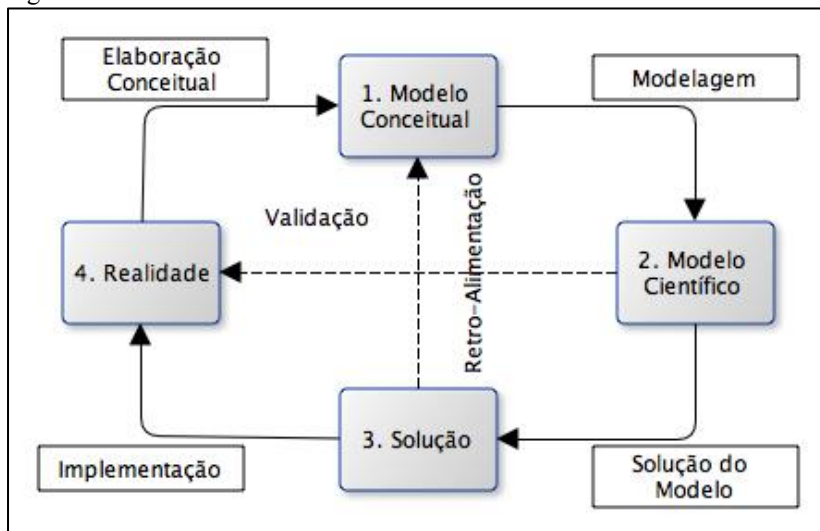 Elaboração
Conceitual
1. Modelo
Conceitual
Modelagem
Validação
Retro-Alimentação
4. Realidade
2. Modelo
Científico
3. Solução
Implementação
Solução do
Modelo